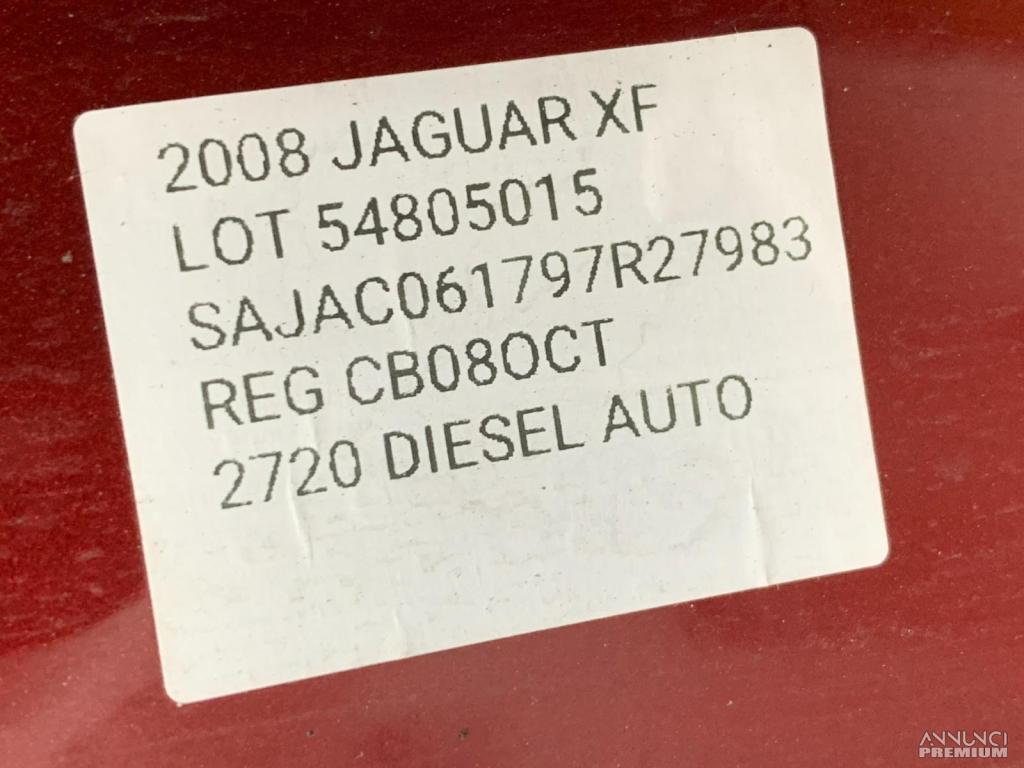 2008 JAGUAR XF
LOT 54805015
SAJAC061797R27983
REG CB08OCT
2720 DIESEL AUTO
ANNUNCI
PREMIUM